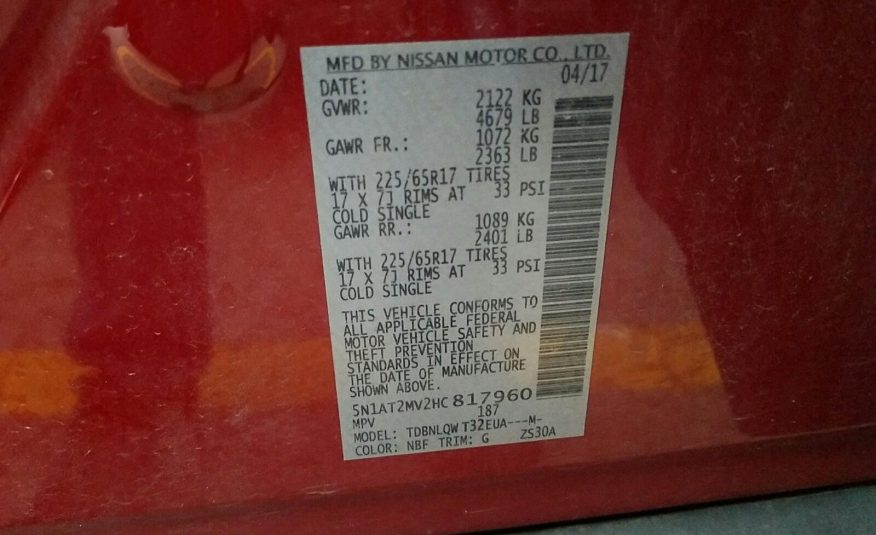 MFD BY NISSAN MOTOR CO., LTD.
DATE: 04/17
GVWR: 2122 KG
4679 LB
GAWR FR.: 1072 KG
2363 LB
WITH 225/65R17 TIRES
17 X 7J RIMS AT 33 PSI
COLD SINGLE
GAWR RR.: 1089 KG
2401 LB
WITH 225/65R17 TIRES
17 X 7J RIMS AT 33 PSI
COLD SINGLE
THIS VEHICLE CONFORMS TO
ALL APPLICABLE FEDERAL
MOTOR VEHICLE SAFETY AND
THEFT PREVENTION
STANDARDS IN EFFECT ON
THE DATE OF MANUFACTURE
SHOWN ABOVE.
5N1AT2MV2HC817960
MPV 187
MODEL: TDBNLQW T32EUA---M-
COLOR: NBF TRIM: G ZS30A